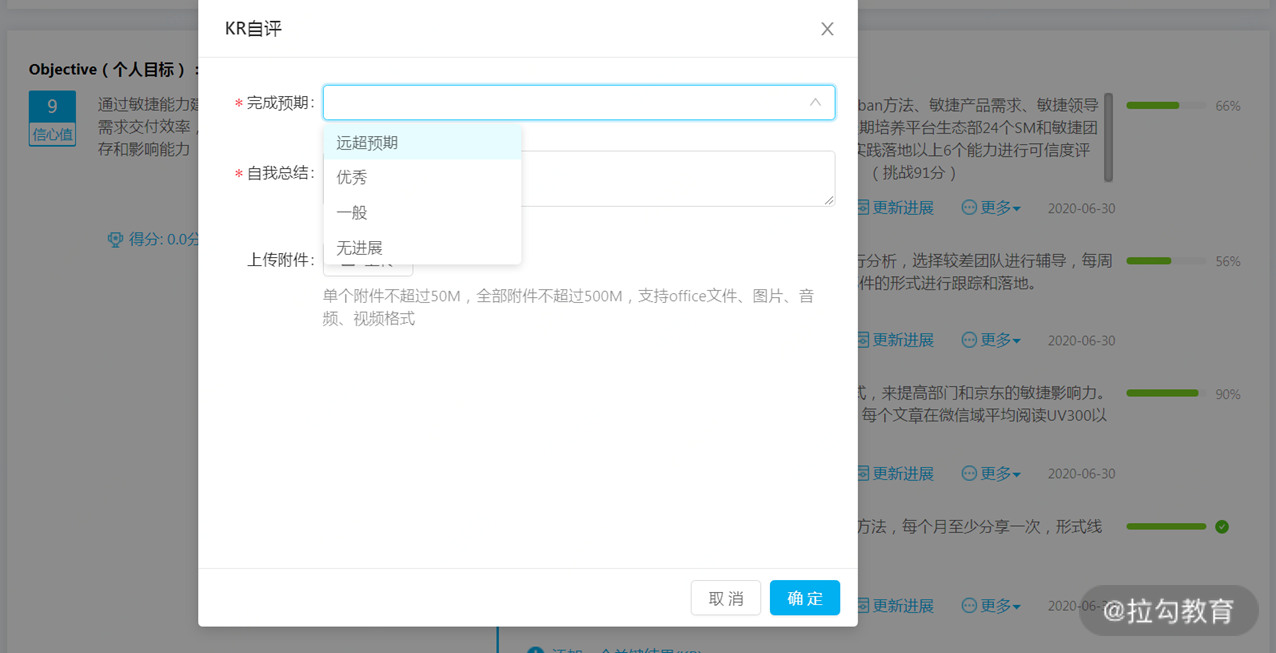 KR自评
Objective（个人目标）:
9
信心值
通过敏捷能力
需求交付效率，
存和影响能力
得分: 0.0分
* 完成预期:
远超预期
优秀
一般
无进展
* 自我总结:
上传附件:
单个附件不超过50M，全部附件不超过500M，支持office文件、图片、音
频、视频格式
取 消
确 定
ban方法、敏捷产品需求、敏捷领导
期培养平台生态部24个SM和敏捷团
实践落地以上6个能力进行可信度评
（挑战91分）
66%
更新进展
更多
2020-06-30
行分析，选择较差团队进行辅导，每周
件的形式进行跟踪和落地。
56%
更新进展
更多
2020-06-30
式，来提高部门和京东的敏捷影响力。
每个文章在微信域平均阅读UV300以
90%
更新进展
更多
2020-06-30
方法，每个月至少分享一次，形式线
更新进展
更多
2020-06-
@拉勾教育